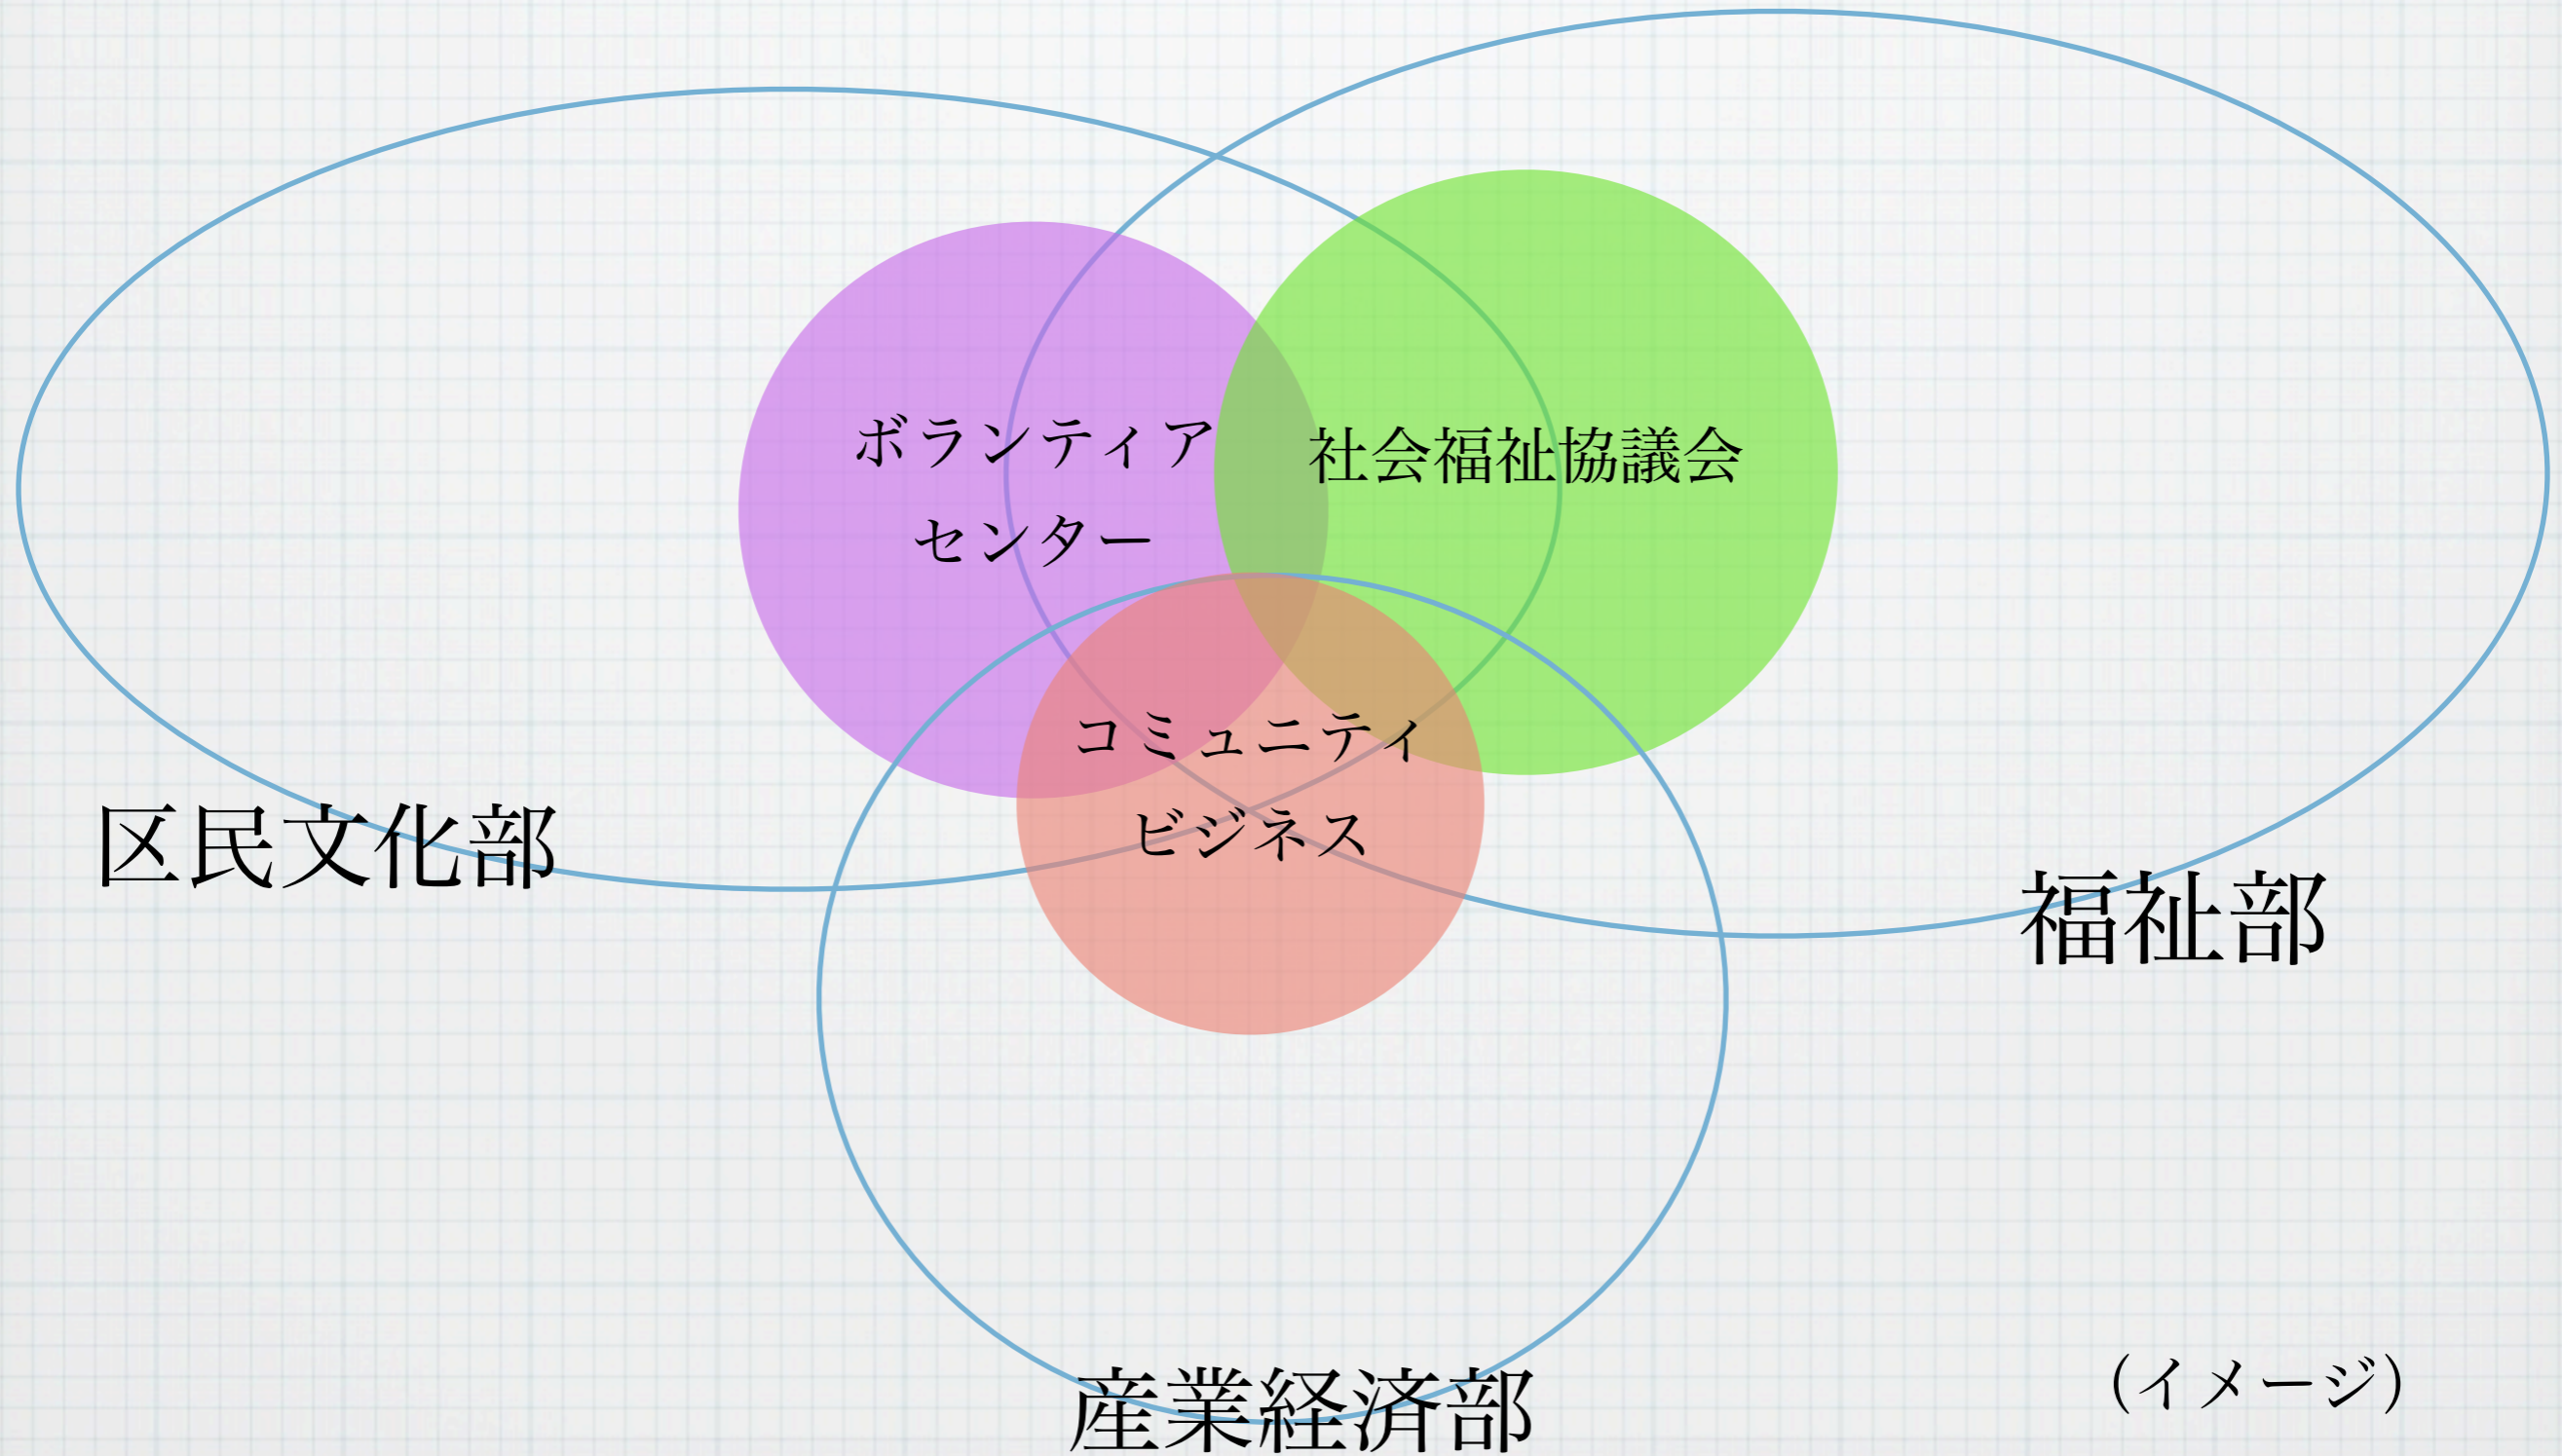 ボランティア
センター
社会福祉協議会
コミュニティ
ビジネス
区民文化部
福祉部
産業経済部
(イメージ)